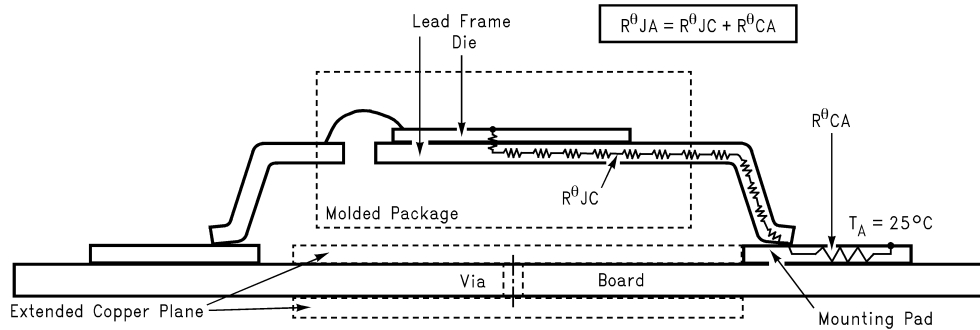 Lead Frame
Die
RθJA = RθJC + RθCA
RθCA
RθJC
Molded Package
TA = 25°C
Via
Board
Extended Copper Plane
Mounting Pad